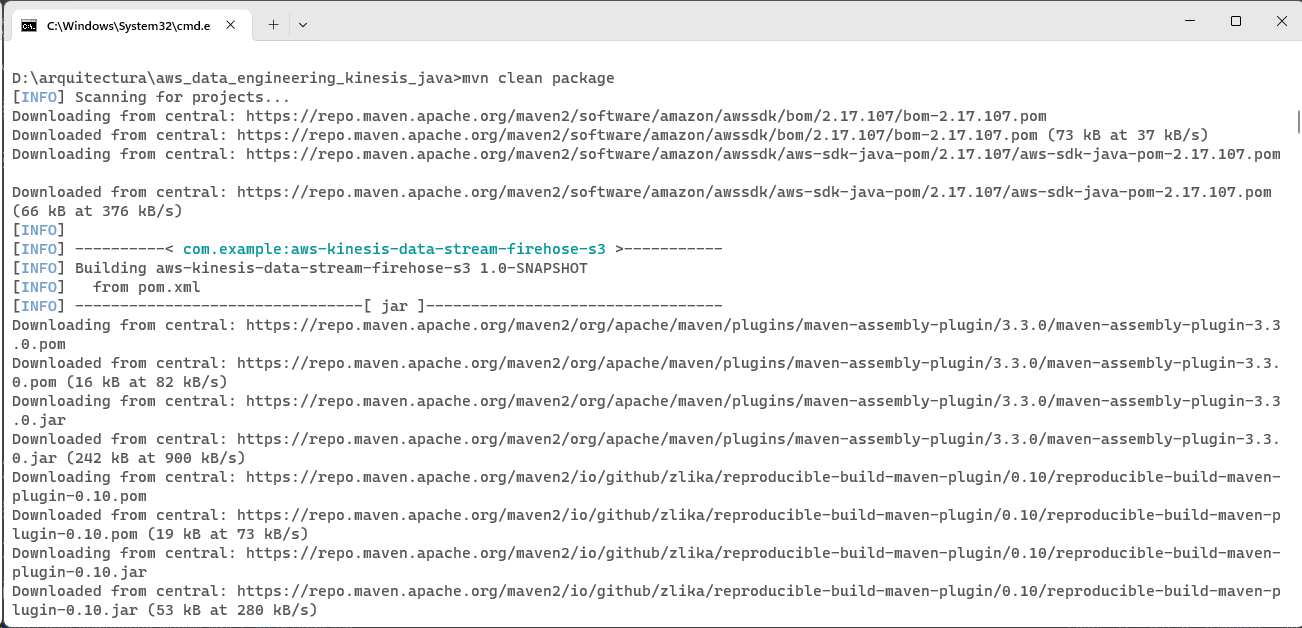 C:\Windows\System32\cmd.e
D:\arquitectura\aws_data_engineering_kinesis_java>mvn clean package
[INFO] Scanning for projects...
Downloading from central: https://repo.maven.apache.org/maven2/software/amazon/awssdk/bom/2.17.107/bom-2.17.107.pom
Downloaded from central: https://repo.maven.apache.org/maven2/software/amazon/awssdk/bom/2.17.107/bom-2.17.107.pom (73 kB at 37 kB/s)
Downloading from central: https://repo.maven.apache.org/maven2/software/amazon/awssdk/aws-sdk-java-pom/2.17.107/aws-sdk-java-pom-2.17.107.pom
Downloaded from central: https://repo.maven.apache.org/maven2/software/amazon/awssdk/aws-sdk-java-pom/2.17.107/aws-sdk-java-pom-2.17.107.pom
(66 kB at 376 kB/s)
[INFO]
[INFO] ----------< com.example:aws-kinesis-data-stream-firehose-s3 >-----------
[INFO] Building aws-kinesis-data-stream-firehose-s3 1.0-SNAPSHOT
[INFO]   from pom.xml
[INFO] --------------------------------[ jar ]---------------------------------
Downloading from central: https://repo.maven.apache.org/maven2/org/apache/maven/plugins/maven-assembly-plugin/3.3.0/maven-assembly-plugin-3.3
.0.pom
Downloaded from central: https://repo.maven.apache.org/maven2/org/apache/maven/plugins/maven-assembly-plugin/3.3.0/maven-assembly-plugin-3.3.
0.pom (16 kB at 82 kB/s)
Downloading from central: https://repo.maven.apache.org/maven2/org/apache/maven/plugins/maven-assembly-plugin/3.3.0/maven-assembly-plugin-3.3
.0.jar
Downloaded from central: https://repo.maven.apache.org/maven2/org/apache/maven/plugins/maven-assembly-plugin/3.3.0/maven-assembly-plugin-3.3.
0.jar (242 kB at 900 kB/s)
Downloading from central: https://repo.maven.apache.org/maven2/io/github/zlika/reproducible-build-maven-plugin/0.10/reproducible-build-maven-
plugin-0.10.pom
Downloaded from central: https://repo.maven.apache.org/maven2/io/github/zlika/reproducible-build-maven-plugin/0.10/reproducible-build-maven-p
lugin-0.10.pom (19 kB at 73 kB/s)
Downloading from central: https://repo.maven.apache.org/maven2/io/github/zlika/reproducible-build-maven-plugin/0.10/reproducible-build-maven-
plugin-0.10.jar
Downloaded from central: https://repo.maven.apache.org/maven2/io/github/zlika/reproducible-build-maven-plugin/0.10/reproducible-build-maven-p
lugin-0.10.jar (53 kB at 280 kB/s)